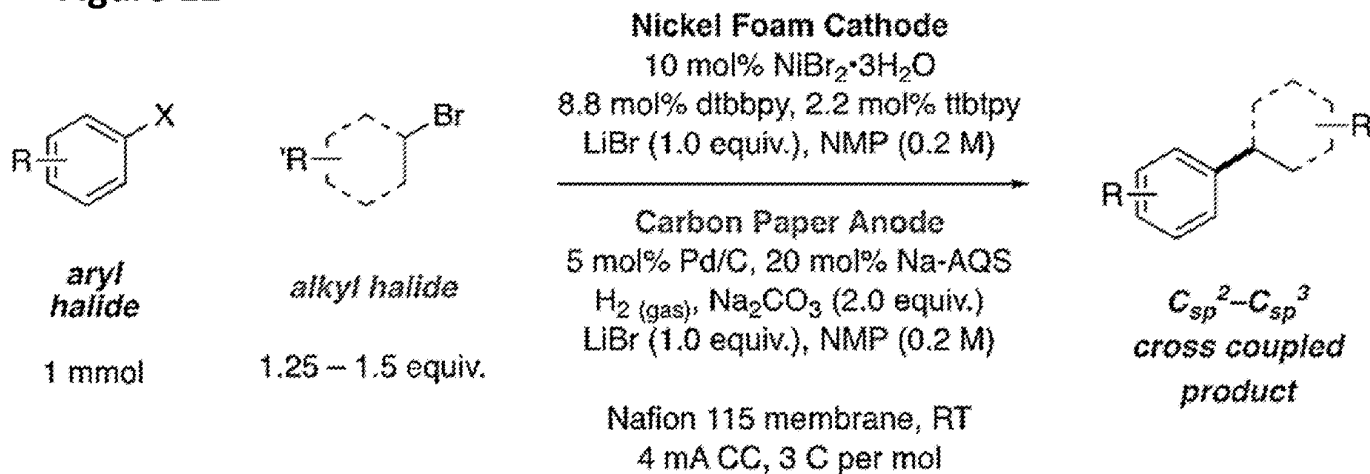 Nickel Foam Cathode
10 mol% NiBr2•3H2O
8.8 mol% dtbbpy, 2.2 mol% ttbtpy
LiBr (1.0 equiv.), NMP (0.2 M)
R
X
'R
Br
R
R
Carbon Paper Anode
5 mol% Pd/C, 20 mol% Na-AQS
H2 (gas), Na2CO3 (2.0 equiv.)
LiBr (1.0 equiv.), NMP (0.2 M)
aryl
halide
1 mmol
alkyl halide
1.25 – 1.5 equiv.
Csp2–Csp3
cross coupled
product
Nafion 115 membrane, RT
4 mA CC, 3 C per mol